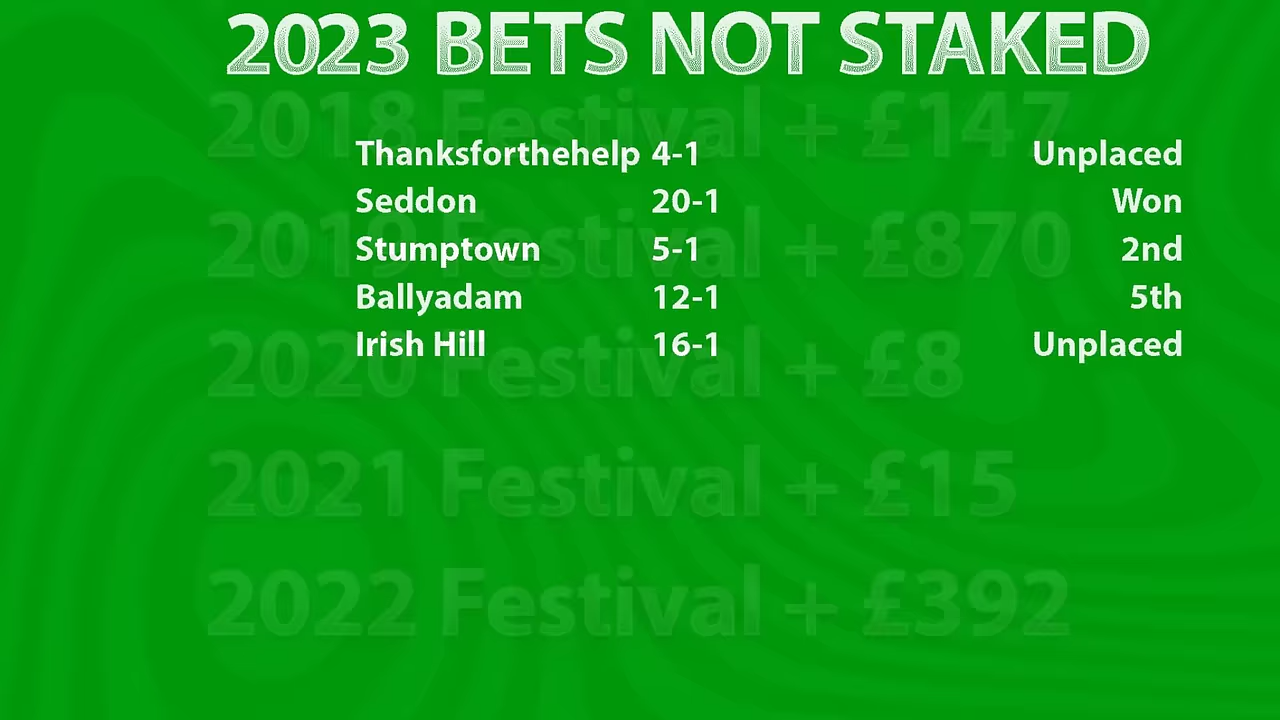 2023 BETS NOT STAKED
2018 Festival + £147
Thanksforthehelp 4-1 Unplaced
Seddon 20-1 Won
2019 Festival + £870
Stumptown 5-1 2nd
Ballyadam 12-1 5th
Irish Hill 16-1 Unplaced
2020 Festival + £8
2021 Festival + £15
2022 Festival + £392